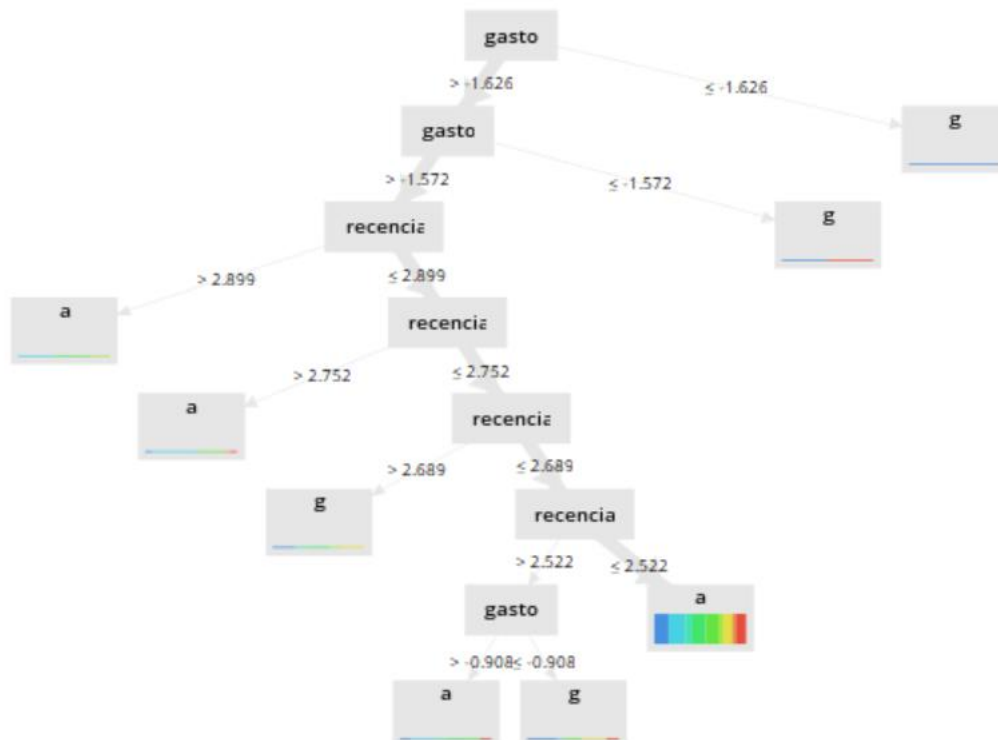 gasto
> -1.626
≤ -1.626
gasto
g
> -1.572
≤ -1.572
recencia
g
> 2.899
≤ 2.899
a
recencia
> 2.752
≤ 2.752
a
recencia
> 2.689
≤ 2.689
g
recencia
> 2.522
≤ 2.522
gasto
a
> -0.908
≤ -0.908
a
g